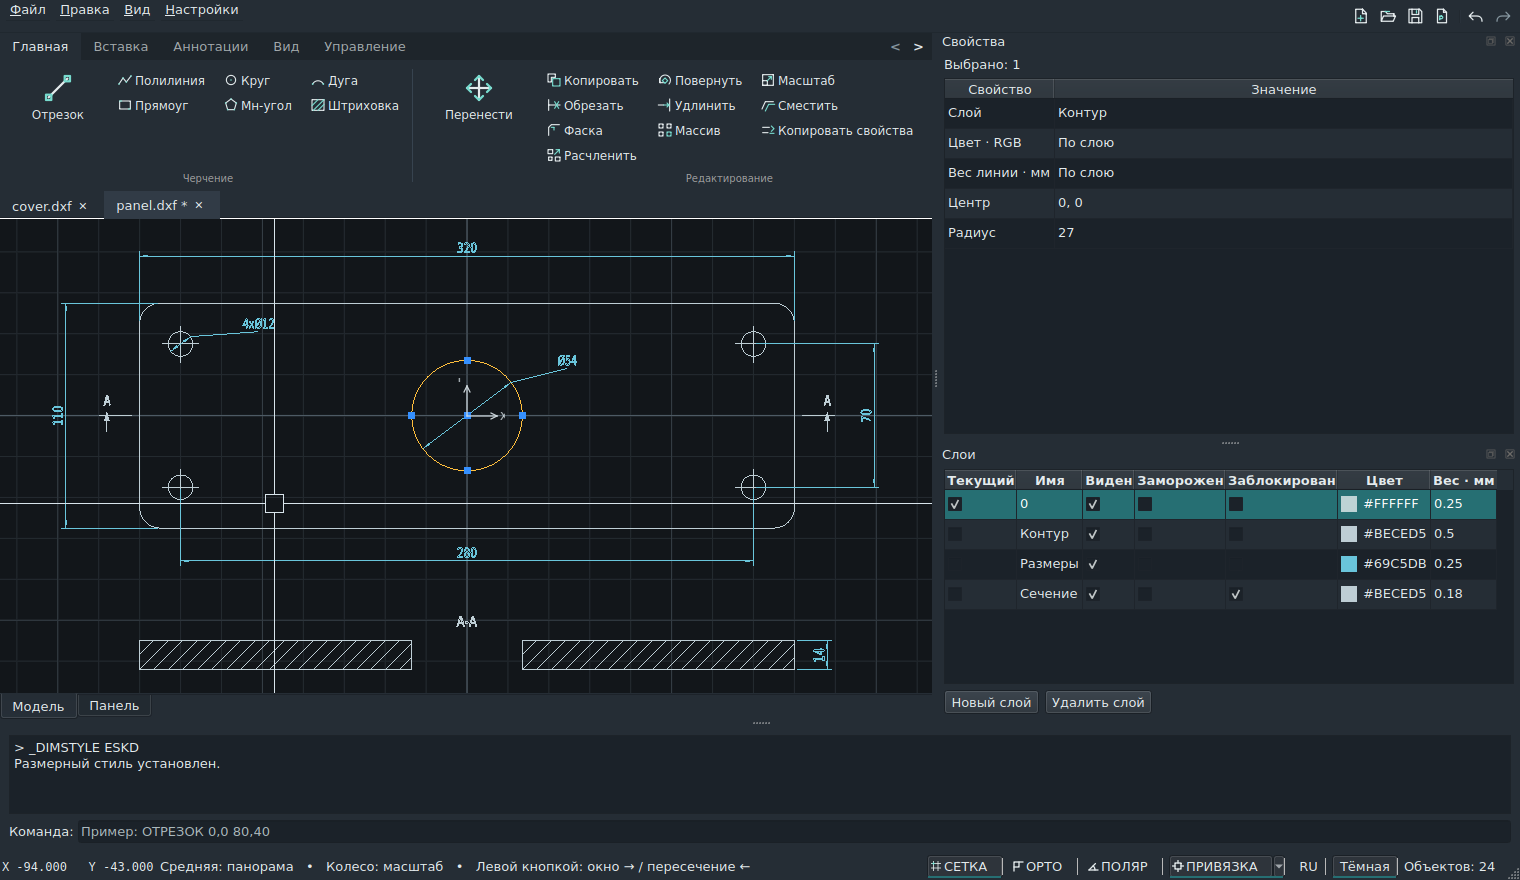 Файл Правка Вид Настройки
Главная Вставка Аннотации Вид Управление < >
Отрезок
Полилиния Круг Дуга
Прямоуг Мн-угол Штриховка
Черчение
Перенести
Копировать Повернуть Масштаб
Обрезать Удлинить Сместить
Фаска Массив Копировать свойства
Расчленить
Редактирование
cover.dxf × panel.dxf * ×
320
4xØ12
Ø54
A A
110
70
X
280
A-A
14
Модель Панель
Свойства
Выбрано: 1
Свойство Значение
Слой Контур
Цвет · RGB По слою
Вес линии · мм По слою
Центр 0, 0
Радиус 27
Слои
Текущий Имя Виден Заморожен Заблокирован Цвет Вес · мм
0 #FFFFFF 0.25
Контур #BECED5 0.5
Размеры #69C5DB 0.25
Сечение #BECED5 0.18
Новый слой Удалить слой
> _DIMSTYLE ESKD
Размерный стиль установлен.
Команда: Пример: ОТРЕЗОК 0,0 80,40
X -94.000 Y -43.000 Средняя: панорама • Колесо: масштаб • Левой кнопкой: окно → / пересечение ← СЕТКА ОРТО ПОЛЯР ПРИВЯЗКА RU Тёмная Объектов: 24